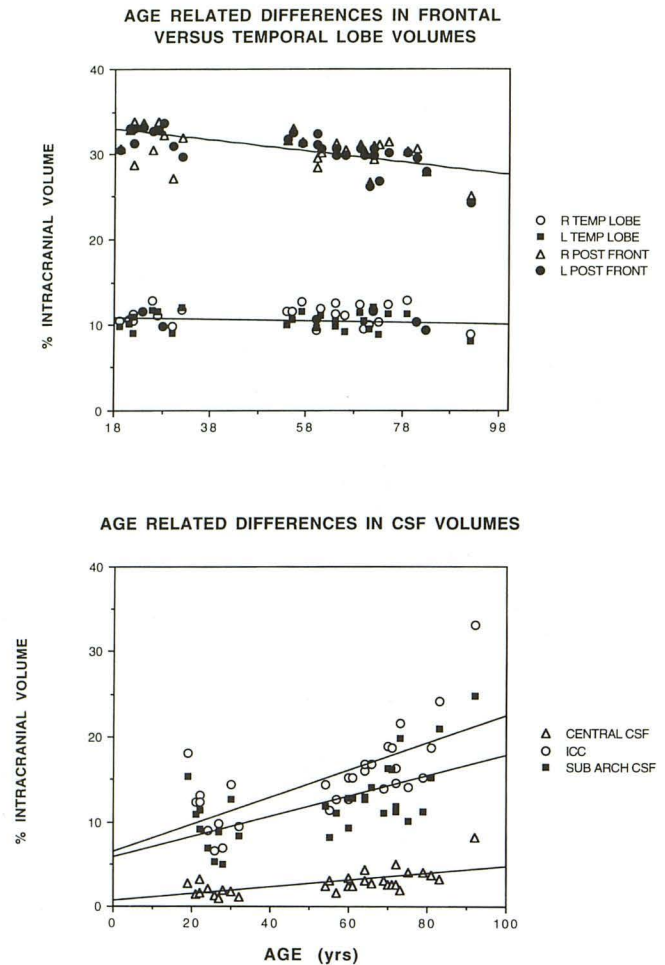 AGE RELATED DIFFERENCES IN FRONTAL
VERSUS TEMPORAL LOBE VOLUMES
% INTRACRANIAL VOLUME
40
30
20
10
0
18 38 58 78 98
R TEMP LOBE
L TEMP LOBE
R POST FRONT
L POST FRONT
AGE RELATED DIFFERENCES IN CSF VOLUMES
% INTRACRANIAL VOLUME
40
30
20
10
0
0 20 40 60 80 100
AGE (yrs)
CENTRAL CSF
ICC
SUB ARCH CSF